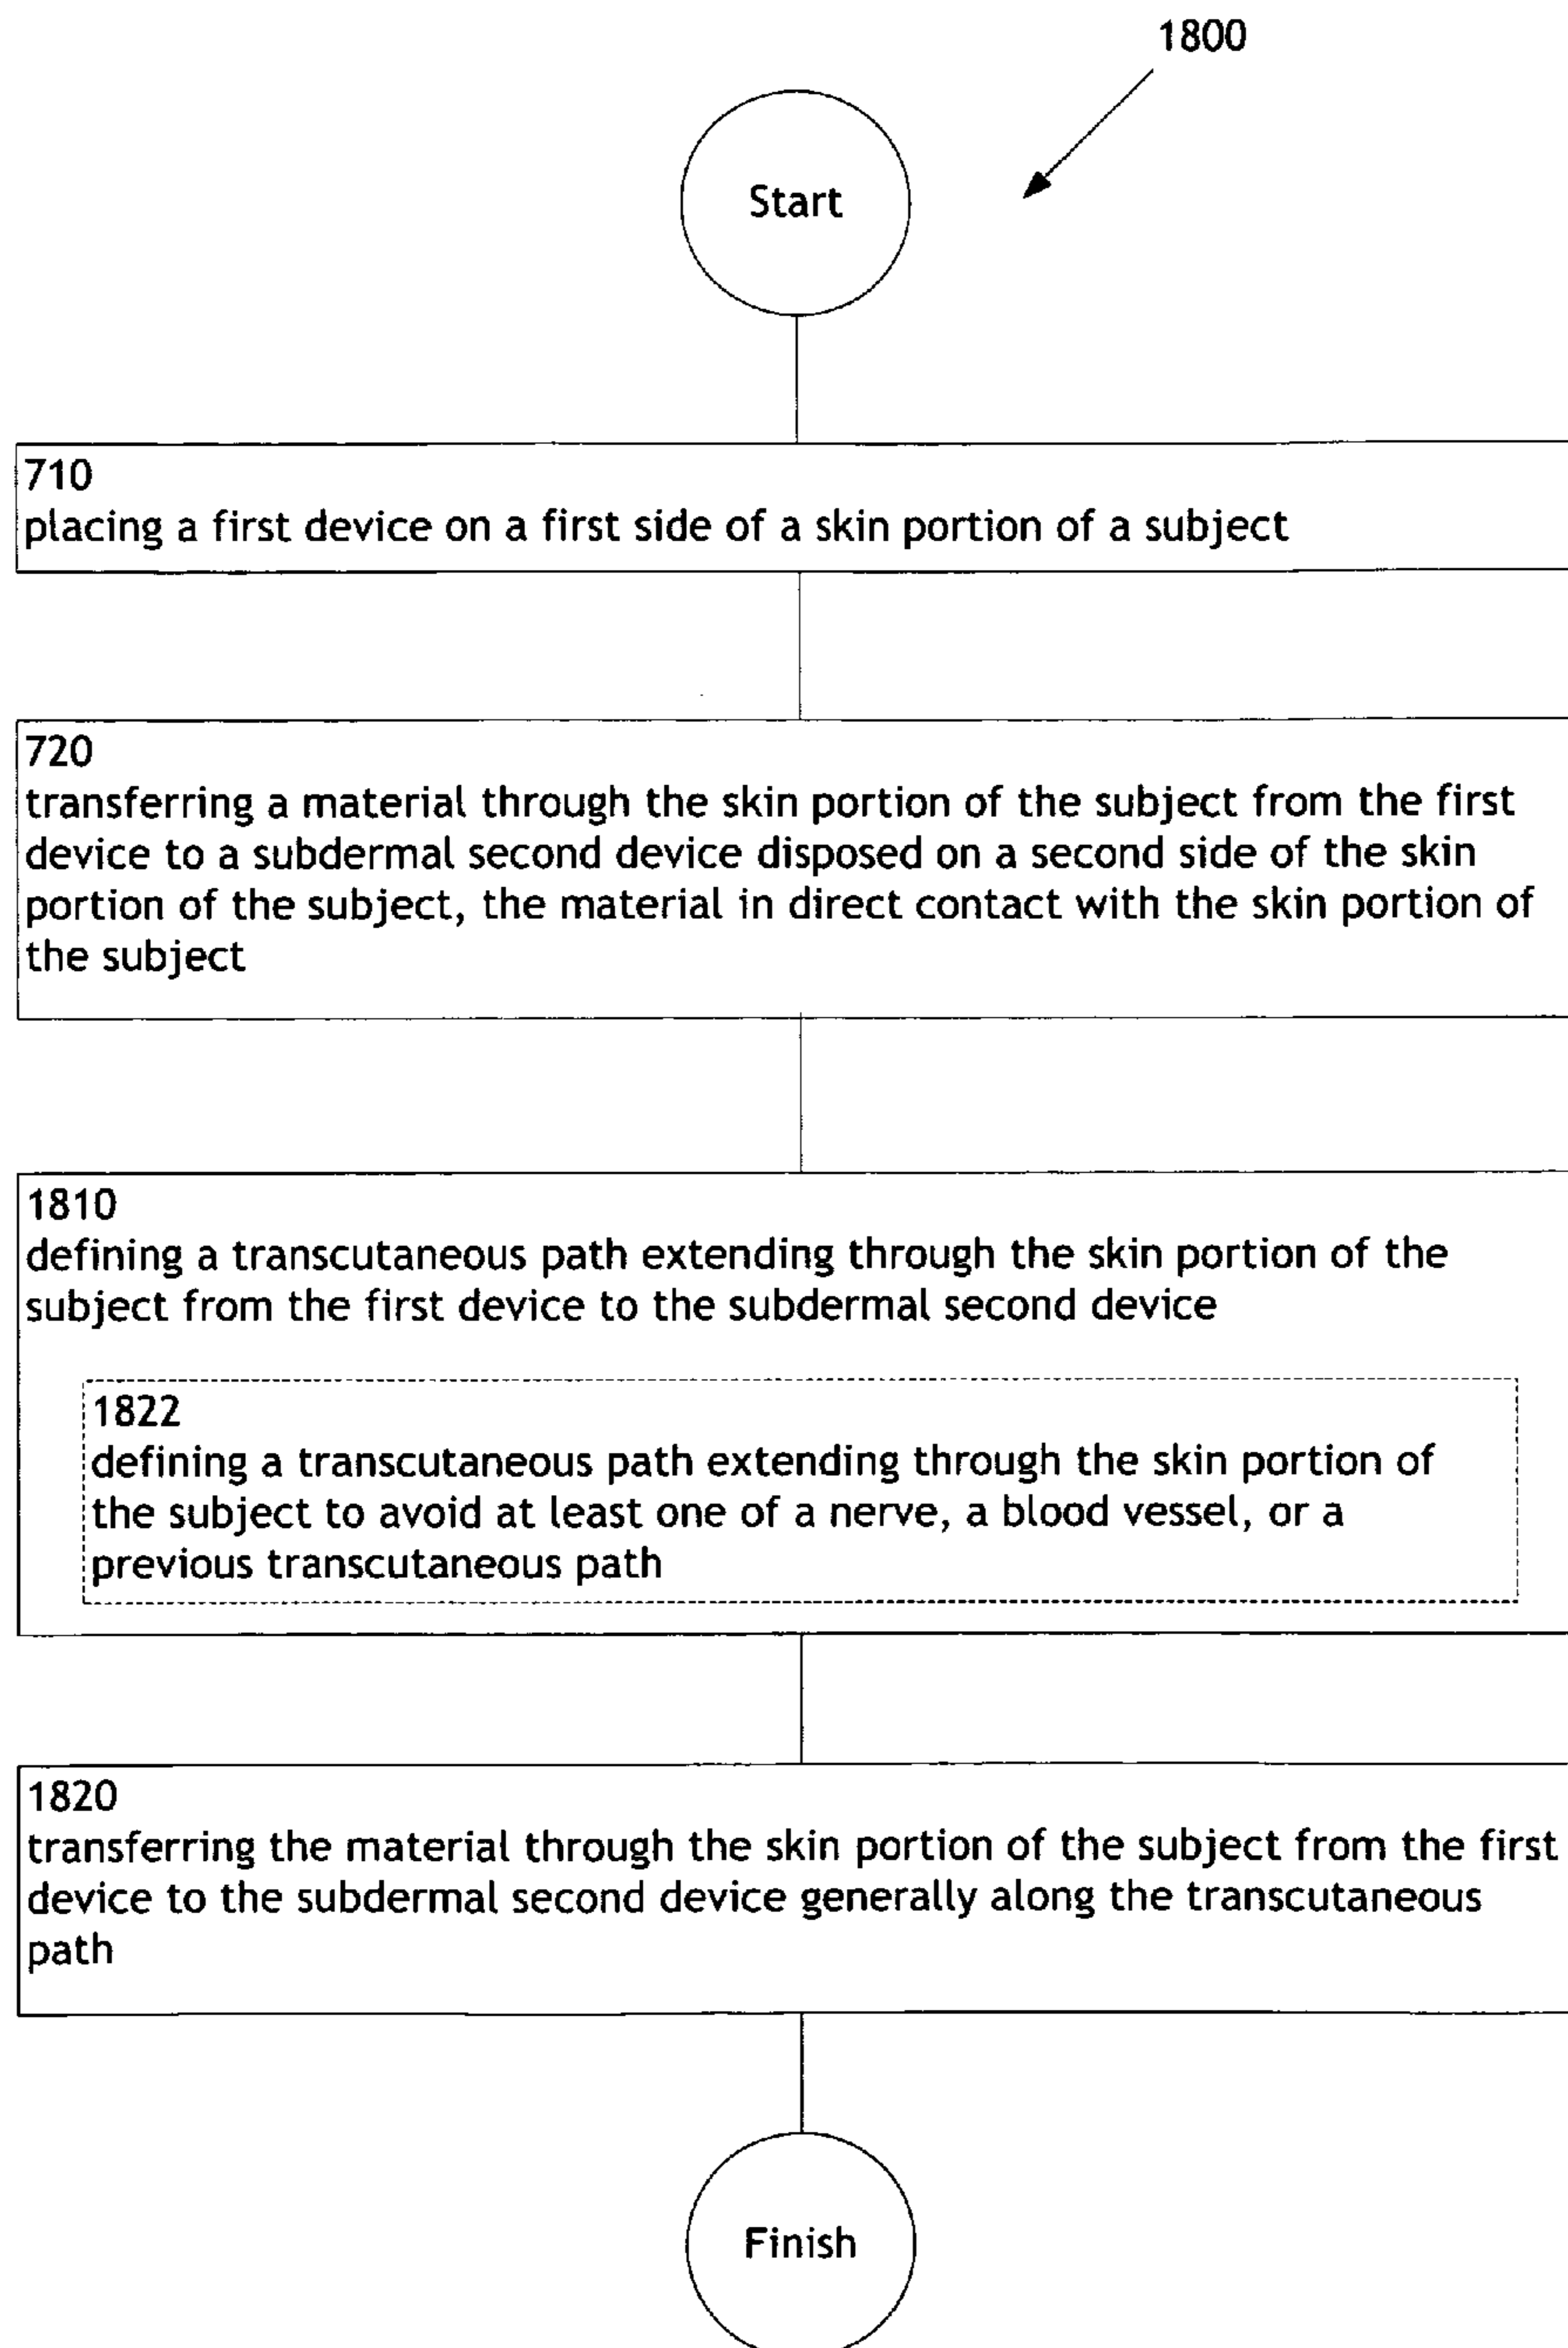 1800
Start
710
placing a first device on a first side of a skin portion of a subject
720
transferring a material through the skin portion of the subject from the first
device to a subdermal second device disposed on a second side of the skin
portion of the subject, the material in direct contact with the skin portion of
the subject
1810
defining a transcutaneous path extending through the skin portion of the
subject from the first device to the subdermal second device
1822
defining a transcutaneous path extending through the skin portion of
the subject to avoid at least one of a nerve, a blood vessel, or a
previous transcutaneous path
1820
transferring the material through the skin portion of the subject from the first
device to the subdermal second device generally along the transcutaneous
path
Finish